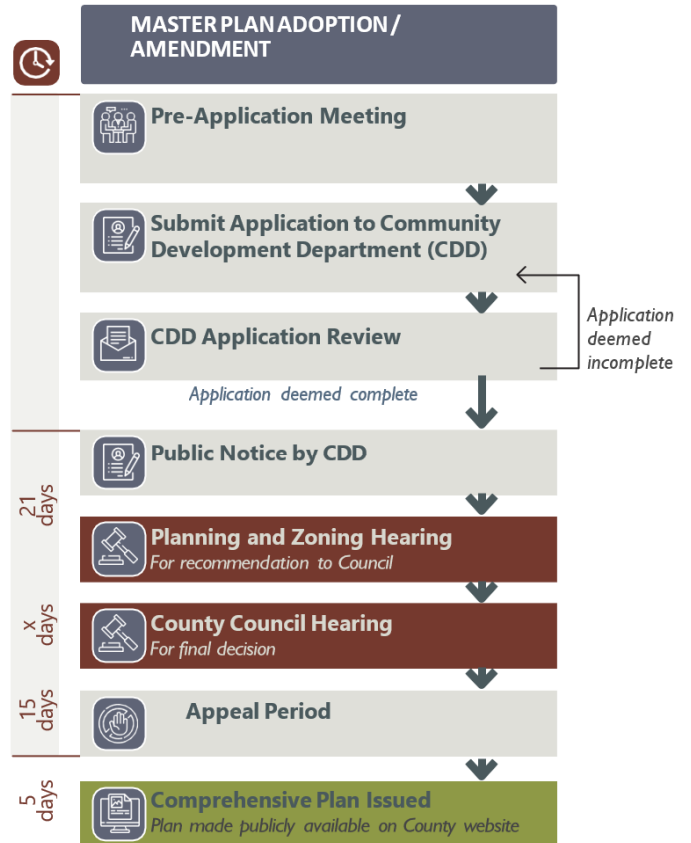 MASTER PLAN ADOPTION /
AMENDMENT
Pre-Application Meeting
Submit Application to Community
Development Department (CDD)
Application
deemed
incomplete
CDD Application Review
Application deemed complete
Public Notice by CDD
21
days
Planning and Zoning Hearing
For recommendation to Council
x
days
County Council Hearing
For final decision
15
days
Appeal Period
5
days
Comprehensive Plan Issued
Plan made publicly available on County website